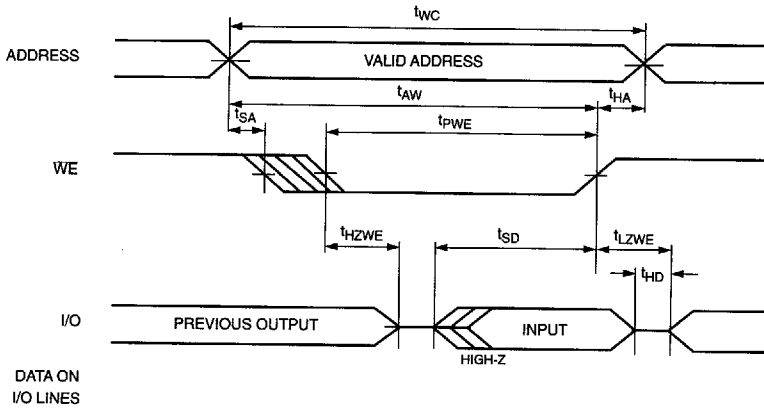 tWC
ADDRESS
VALID ADDRESS
tAW
tHA
tSA
tPWE
WE
tHZWE
tSD
tLZWE
tHD
I/O
PREVIOUS OUTPUT
INPUT
HIGH-Z
DATA ON
I/O LINES